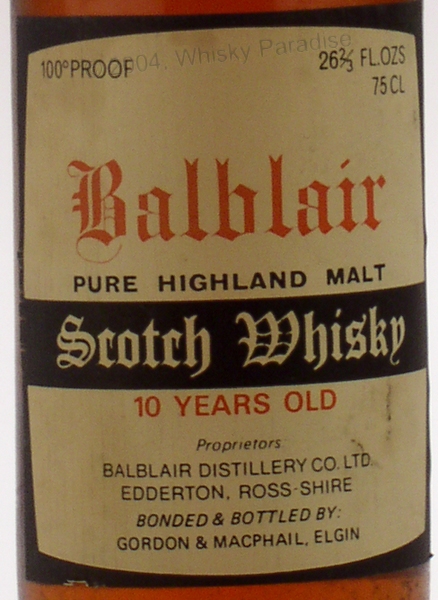 2004, Whisky Paradise
100° PROOF
26⅔ FL.OZS
75 CL
Balblair
PURE HIGHLAND MALT
Scotch Whisky
10 YEARS OLD
Proprietors
BALBLAIR DISTILLERY CO. LTD.
EDDERTON, ROSS-SHIRE
BONDED & BOTTLED BY:
GORDON & MACPHAIL, ELGIN